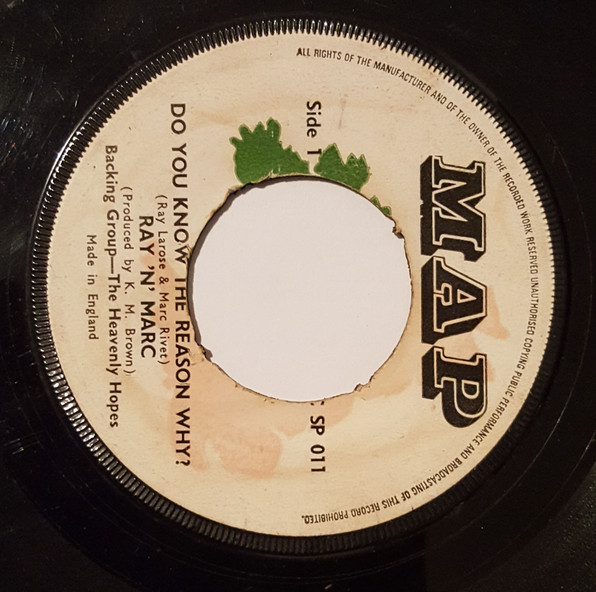 ALL RIGHTS OF THE MANUFACTURER AND OF THE OWNER OF THE RECORDED WORK RESERVED UNAUTHORISED COPYING PUBLIC PERFORMANCE AND BROADCASTING OF THIS RECORD PROHIBITED.
MAP
Side 1 SP 011
DO YOU KNOW THE REASON WHY?
(Ray Larose & Marc Rivet)
RAY 'N' MARC
(Produced by K. M. Brown)
Backing Group—The Heavenly Hopes
Made in England